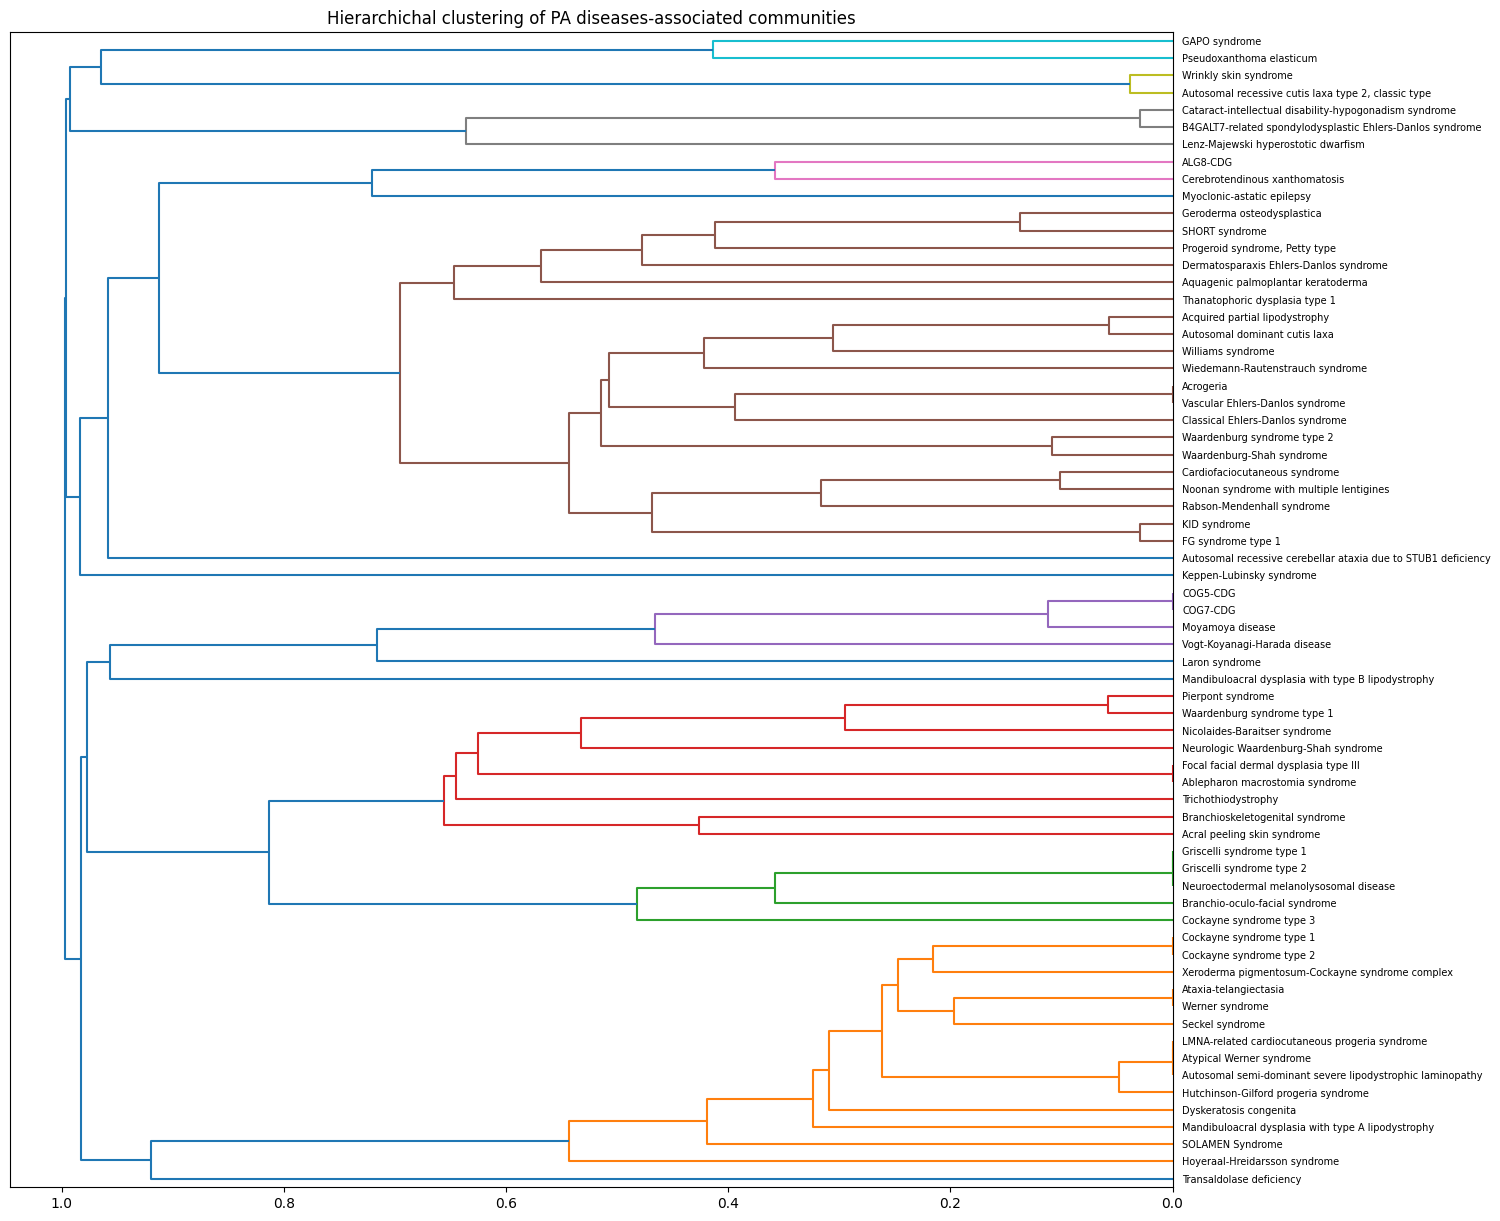 Hierarchichal clustering of PA diseases-associated communities
GAPO syndrome
Pseudoxanthoma elasticum
Wrinkly skin syndrome
Autosomal recessive cutis laxa type 2, classic type
Cataract-intellectual disability-hypogonadism syndrome
B4GALT7-related spondylodysplastic Ehlers-Danlos syndrome
Lenz-Majewski hyperostotic dwarfism
ALG8-CDG
Cerebrotendinous xanthomatosis
Myoclonic-astatic epilepsy
Geroderma osteodysplastica
SHORT syndrome
Progeroid syndrome, Petty type
Dermatosparaxis Ehlers-Danlos syndrome
Aquagenic palmoplantar keratoderma
Thanatophoric dysplasia type 1
Acquired partial lipodystrophy
Autosomal dominant cutis laxa
Williams syndrome
Wiedemann-Rautenstrauch syndrome
Acrogeria
Vascular Ehlers-Danlos syndrome
Classical Ehlers-Danlos syndrome
Waardenburg syndrome type 2
Waardenburg-Shah syndrome
Cardiofaciocutaneous syndrome
Noonan syndrome with multiple lentigines
Rabson-Mendenhall syndrome
KID syndrome
FG syndrome type 1
Autosomal recessive cerebellar ataxia due to STUB1 deficiency
Keppen-Lubinsky syndrome
COG5-CDG
COG7-CDG
Moyamoya disease
Vogt-Koyanagi-Harada disease
Laron syndrome
Mandibuloacral dysplasia with type B lipodystrophy
Pierpont syndrome
Waardenburg syndrome type 1
Nicolaides-Baraitser syndrome
Neurologic Waardenburg-Shah syndrome
Focal facial dermal dysplasia type III
Ablepharon macrostomia syndrome
Trichothiodystrophy
Branchioskeletogenital syndrome
Acral peeling skin syndrome
Griscelli syndrome type 1
Griscelli syndrome type 2
Neuroectodermal melanolysosomal disease
Branchio-oculo-facial syndrome
Cockayne syndrome type 3
Cockayne syndrome type 1
Cockayne syndrome type 2
Xeroderma pigmentosum-Cockayne syndrome complex
Ataxia-telangiectasia
Werner syndrome
Seckel syndrome
LMNA-related cardiocutaneous progeria syndrome
Atypical Werner syndrome
Autosomal semi-dominant severe lipodystrophic laminopathy
Hutchinson-Gilford progeria syndrome
Dyskeratosis congenita
Mandibuloacral dysplasia with type A lipodystrophy
SOLAMEN Syndrome
Hoyeraal-Hreidarsson syndrome
Transaldolase deficiency
1.0 0.8 0.6 0.4 0.2 0.0